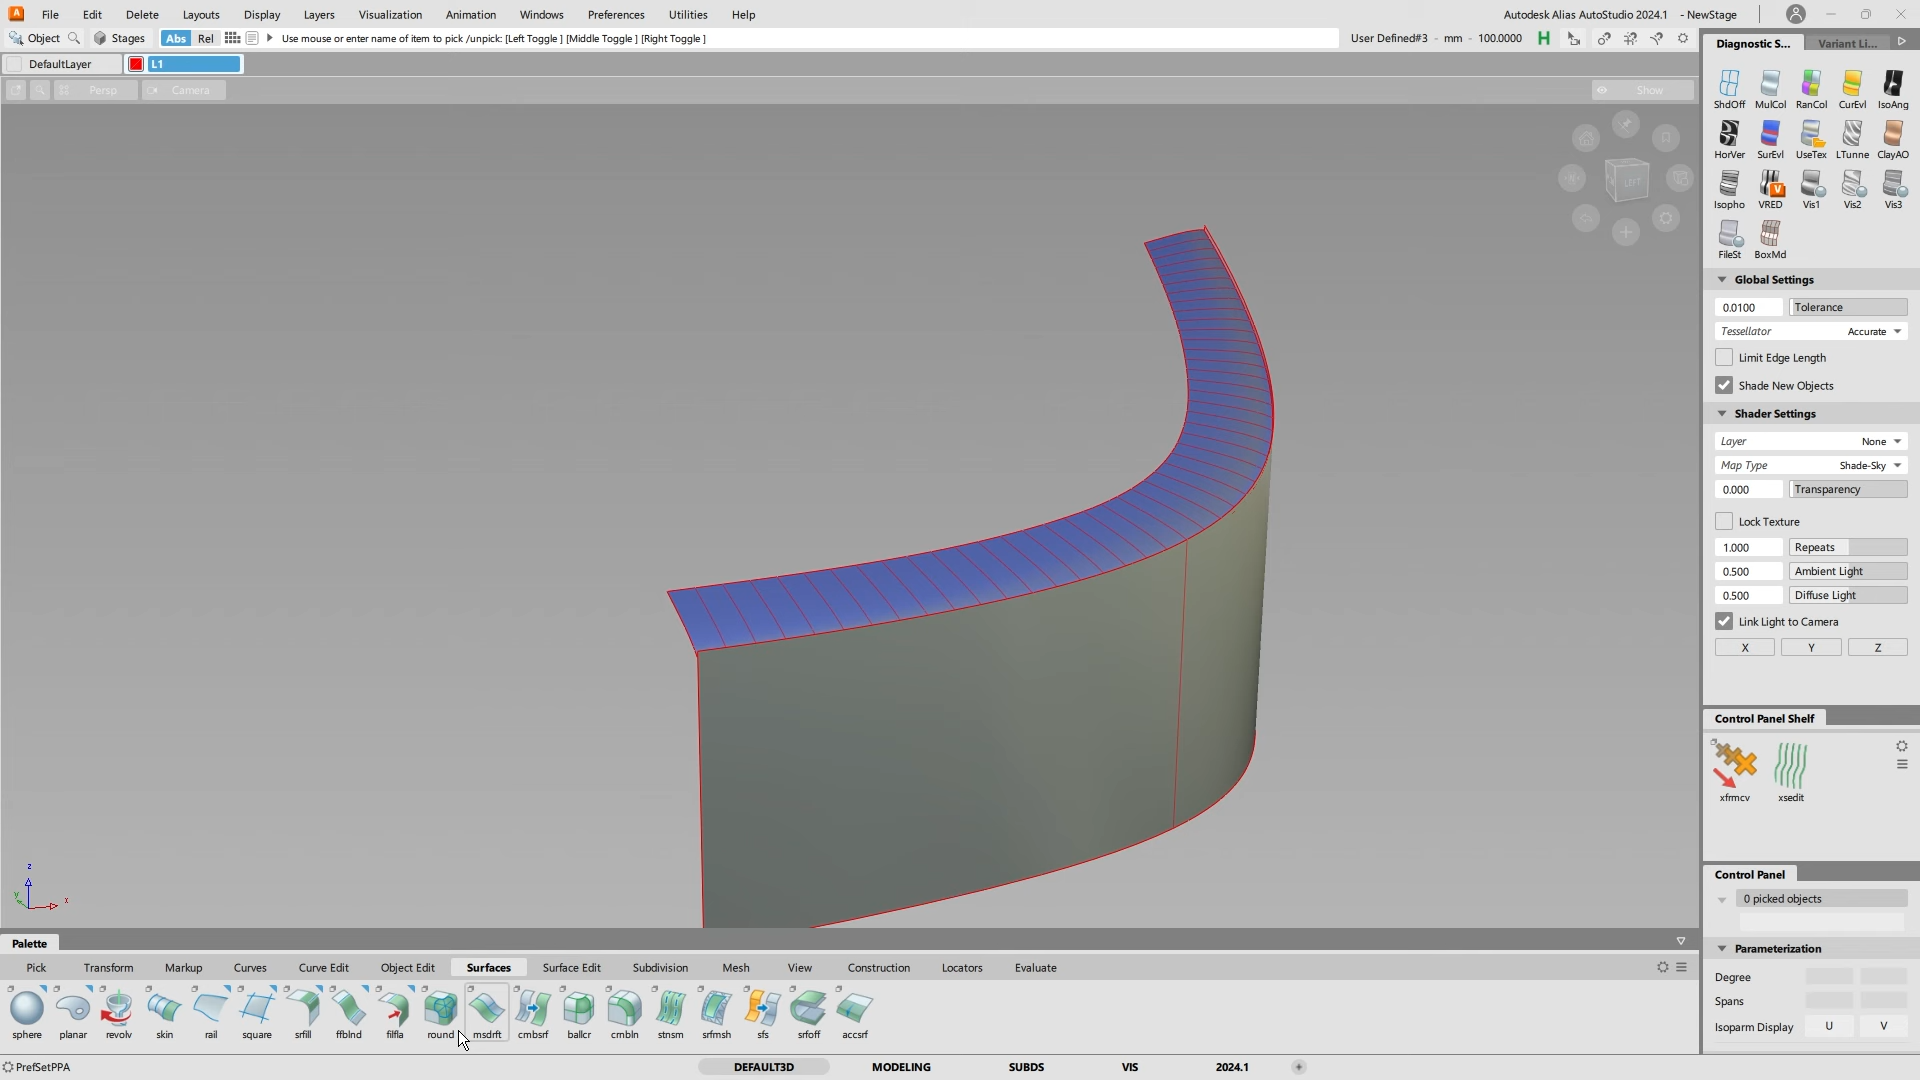 File Edit Delete Layouts Display Layers Visualization Animation Windows Preferences Utilities Help Autodesk Alias AutoStudio 2024.1 - NewStage
Object Stages Abs Rel Use mouse or enter name of item to pick /unpick: [Left Toggle ] [Middle Toggle ] [Right Toggle ] User Defined#3 - mm - 100.0000 H
DefaultLayer L1
Persp Camera Show
LEFT
z
y
x
Diagnostic S... Variant Li...
ShdOff MulCol RanCol CurEvl IsoAng
HorVer SurEvl UseTex LTunne ClayAO
Isopho VRED Vis1 Vis2 Vis3
FileSt BoxMd
Global Settings
0.0100 Tolerance
Tessellator Accurate
Limit Edge Length
Shade New Objects
Shader Settings
Layer None
Map Type Shade-Sky
0.000 Transparency
Lock Texture
1.000 Repeats
0.500 Ambient Light
0.500 Diffuse Light
Link Light to Camera
X Y Z
Control Panel Shelf
xfrmcv xsedit
Control Panel
0 picked objects
Parameterization
Degree
Spans
Isoparm Display U V
Palette
Pick Transform Markup Curves Curve Edit Object Edit Surfaces Surface Edit Subdivision Mesh View Construction Locators Evaluate
sphere planar revolv skin rail square srfill ffblnd filfla round msdrft cmbsrf ballcr crnbln stnsm srfmsh sfs srfoff accsrf
PrefSetPPA DEFAULT3D MODELING SUBDS VIS 2024.1